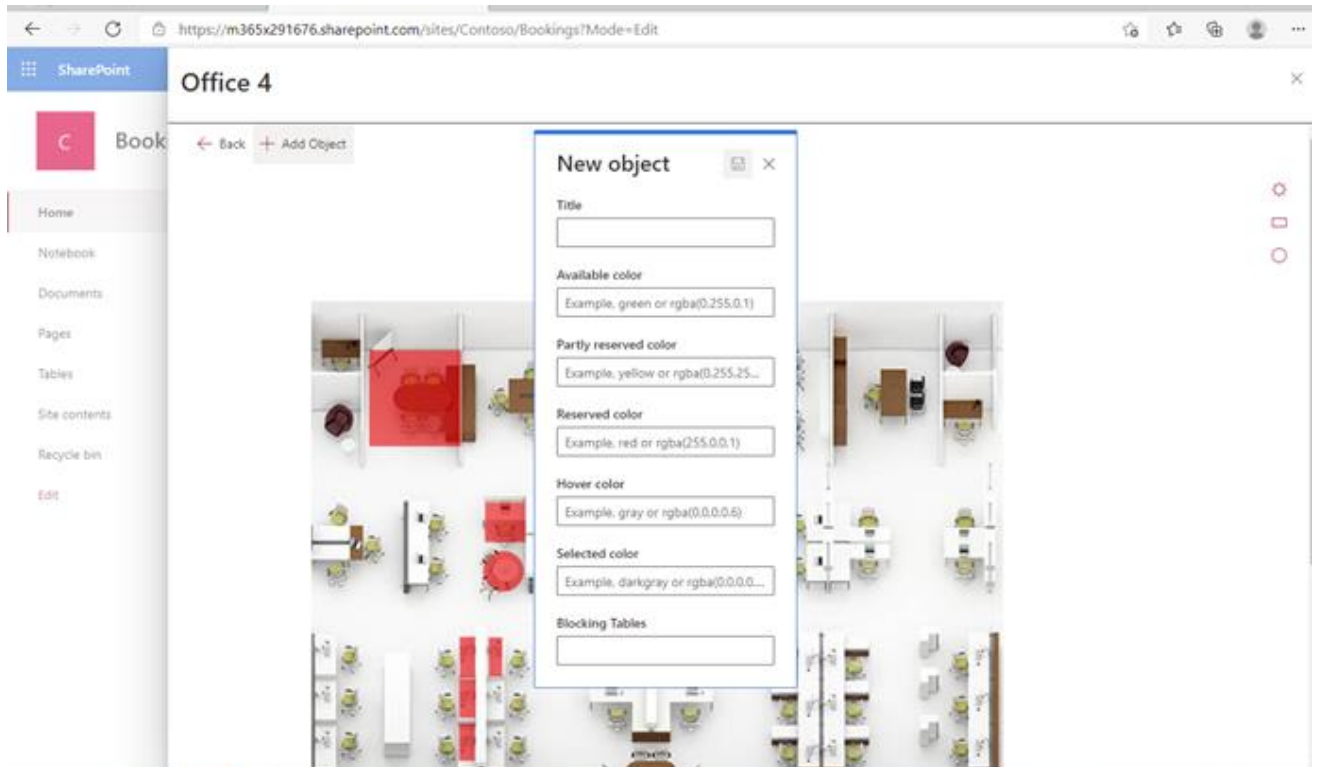 https://m365x291676.sharepoint.com/sites/Contoso/Bookings?Mode=Edit
SharePoint
Office 4
C
Book
Back
Add Object
New object
Title
Home
Notebook
Documents
Pages
Tables
Site contents
Recycle bin
Edit
Available color
Example, green or rgba(0,255,0,1)
Partly reserved color
Example, yellow or rgba(0,255,25...
Reserved color
Example, red or rgba(255,0,0,1)
Hover color
Example, gray or rgba(0,0,0,0.6)
Selected color
Example, darkgray or rgba(0,0,0,0....
Blocking Tables